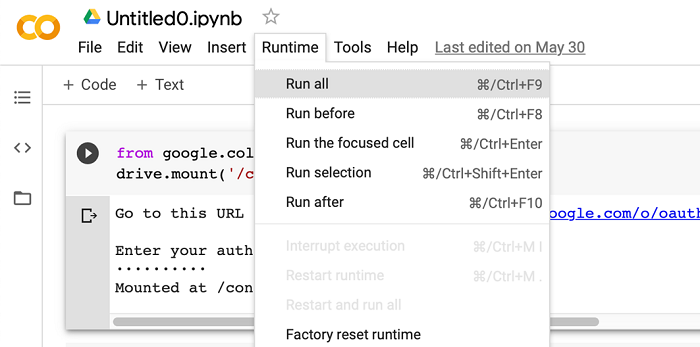 Untitled0.ipynb
File Edit View Insert Runtime Tools Help Last edited on May 30
+ Code + Text
Run all ⌘/Ctrl+F9
Run before ⌘/Ctrl+F8
Run the focused cell ⌘/Ctrl+Enter
Run selection ⌘/Ctrl+Shift+Enter
Run after ⌘/Ctrl+F10
Interrupt execution ⌘/Ctrl+M I
Restart runtime ⌘/Ctrl+M .
Restart and run all
Factory reset runtime
from google.col
drive.mount('/c
Go to this URL oogle.com/o/oauth
Enter your auth
··········
Mounted at /con